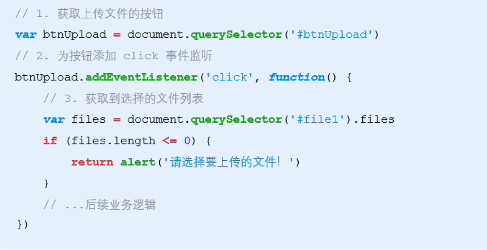 // 1. 获取上传文件的按钮
var btnUpload = document.querySelector('#btnUpload')
// 2. 为按钮添加 click 事件监听
btnUpload.addEventListener('click', function() {
    // 3. 获取到选择的文件列表
    var files = document.querySelector('#file1').files
    if (files.length <= 0) {
        return alert('请选择要上传的文件！')
    }
    // ...后续业务逻辑
})